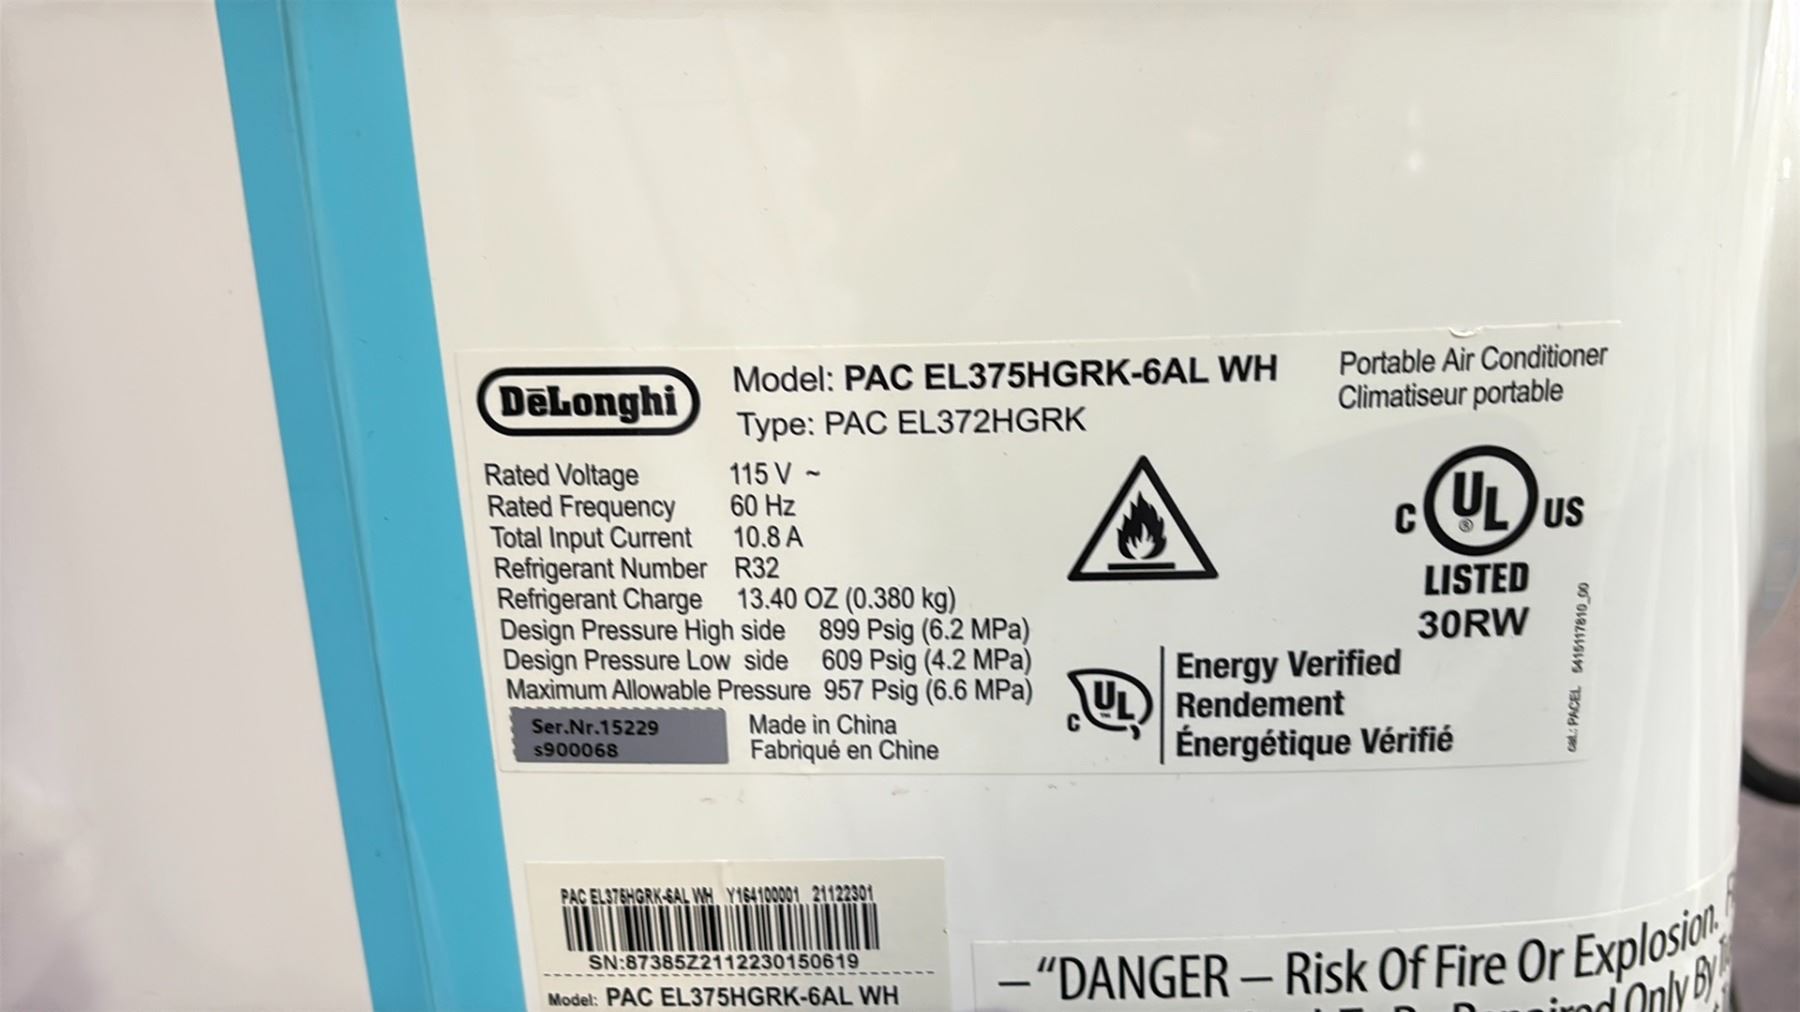 DēLonghi
Model: PAC EL375HGRK-6AL WH
Type: PAC EL372HGRK
Portable Air Conditioner
Climatiseur portable
Rated Voltage 115 V ~
Rated Frequency 60 Hz
Total Input Current 10.8 A
Refrigerant Number R32
Refrigerant Charge 13.40 OZ (0.380 kg)
Design Pressure High side 899 Psig (6.2 MPa)
Design Pressure Low side 609 Psig (4.2 MPa)
Maximum Allowable Pressure 957 Psig (6.6 MPa)
Ser.Nr.15229
s900068
Made in China
Fabriqué en Chine
C UL ® US
LISTED
30RW
C UL
Energy Verified
Rendement
Énergétique Vérifié
cat.: PACEL 5415117810_00
PAC EL375HGRK-6AL WH Y164100001 21122301
SN:87385Z2112230150619
Model: PAC EL375HGRK-6AL WH
– “DANGER – Risk Of Fire Or Explosion.
Only By